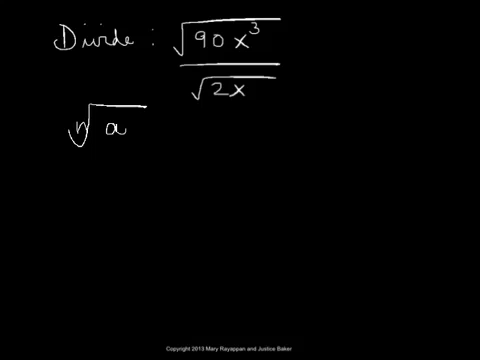 Divide : √90x³
√2x
ⁿ√a
Copyright 2013 Mary Rayappan and Justice Baker